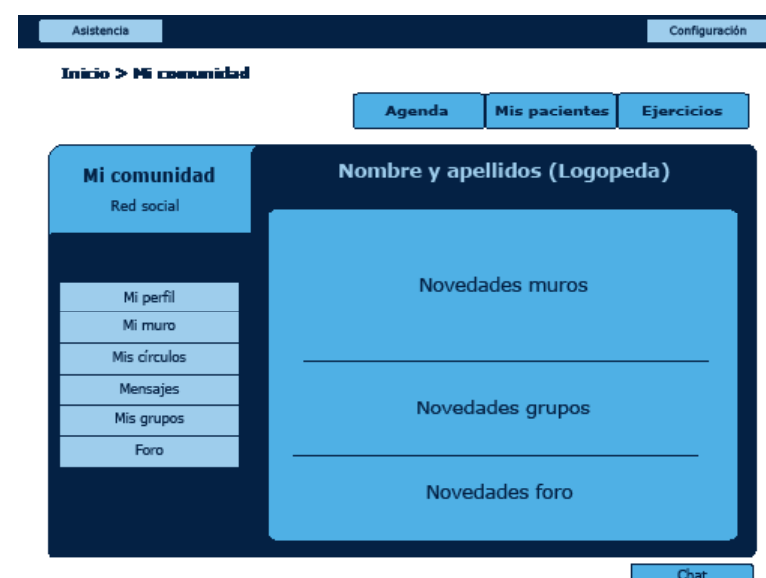 Asistencia
Configuración
Inicio > Mi comunidad
Agenda
Mis pacientes
Ejercicios
Mi comunidad
Red social
Nombre y apellidos (Logopeda)
Mi perfil
Mi muro
Mis círculos
Mensajes
Mis grupos
Foro
Novedades muros
Novedades grupos
Novedades foro
Chat